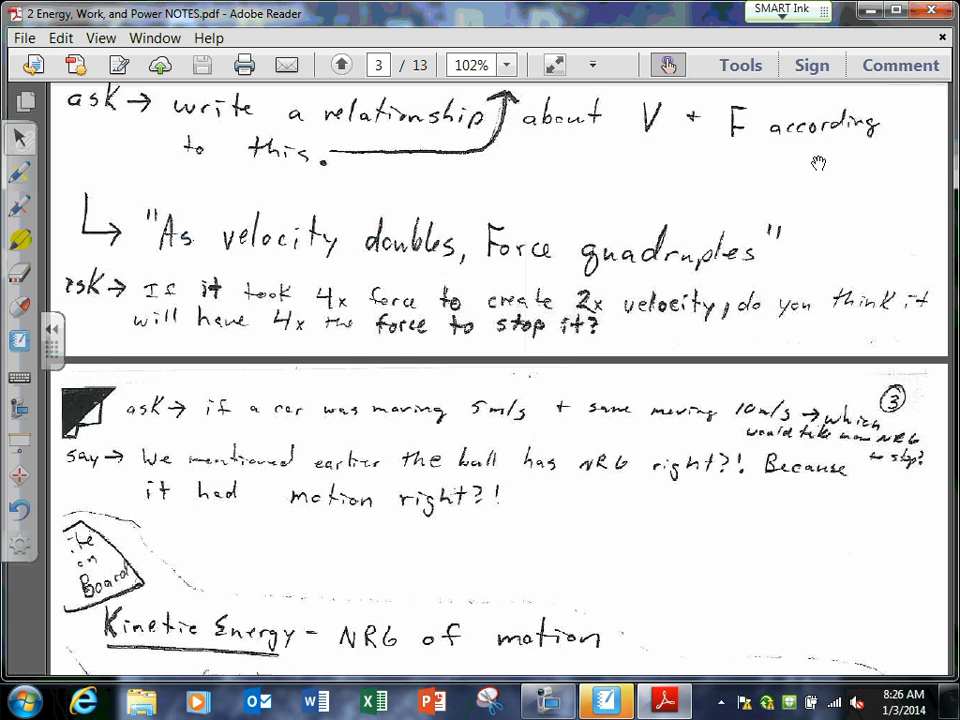 2 Energy, Work, and Power NOTES.pdf - Adobe Reader
SMART Ink
File Edit View Window Help
3 / 13 102% Tools Sign Commment
ask → write a relationship about V + F according
to this.
"As velocity doubles, Force quadruples"
ask → If it took 4x force to create 2x velocity, do you think it
will have 4x the force to stop it?
3
ask → if a car was moving 5m/s + same moving 10m/s → which
would take more NRG
to stop?
say → We mentioned earlier the ball has NRG right?! Because
it had motion right?!
on
Board
Kinetic Energy - NRG of motion
8:26 AM
1/3/2014